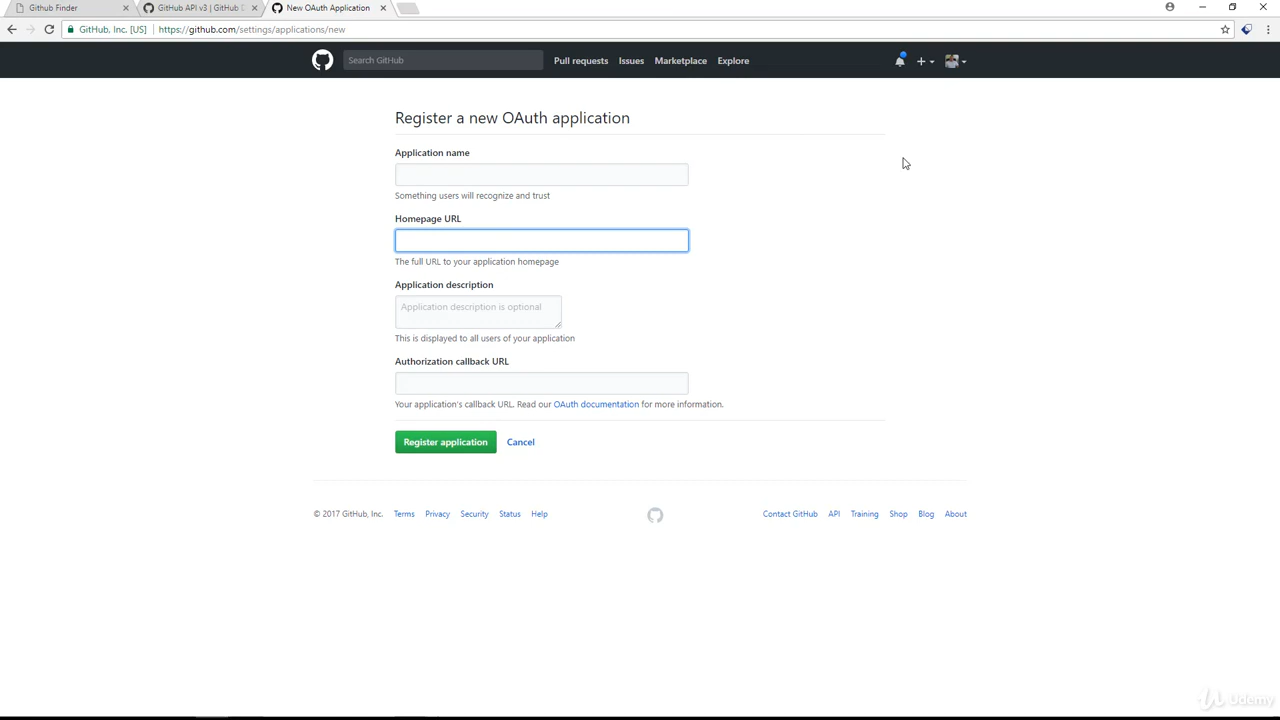 Github Finder
GitHub API v3 | GitHub D
New OAuth Application
GitHub, Inc. [US]
https://github.com/settings/applications/new
Search GitHub
Pull requests
Issues
Marketplace
Explore
Register a new OAuth application
Application name
Something users will recognize and trust
Homepage URL
The full URL to your application homepage
Application description
Application description is optional
This is displayed to all users of your application
Authorization callback URL
Your application's callback URL. Read our OAuth documentation for more information.
Register application
Cancel
© 2017 GitHub, Inc.
Terms
Privacy
Security
Status
Help
Contact GitHub
API
Training
Shop
Blog
About
Udemy